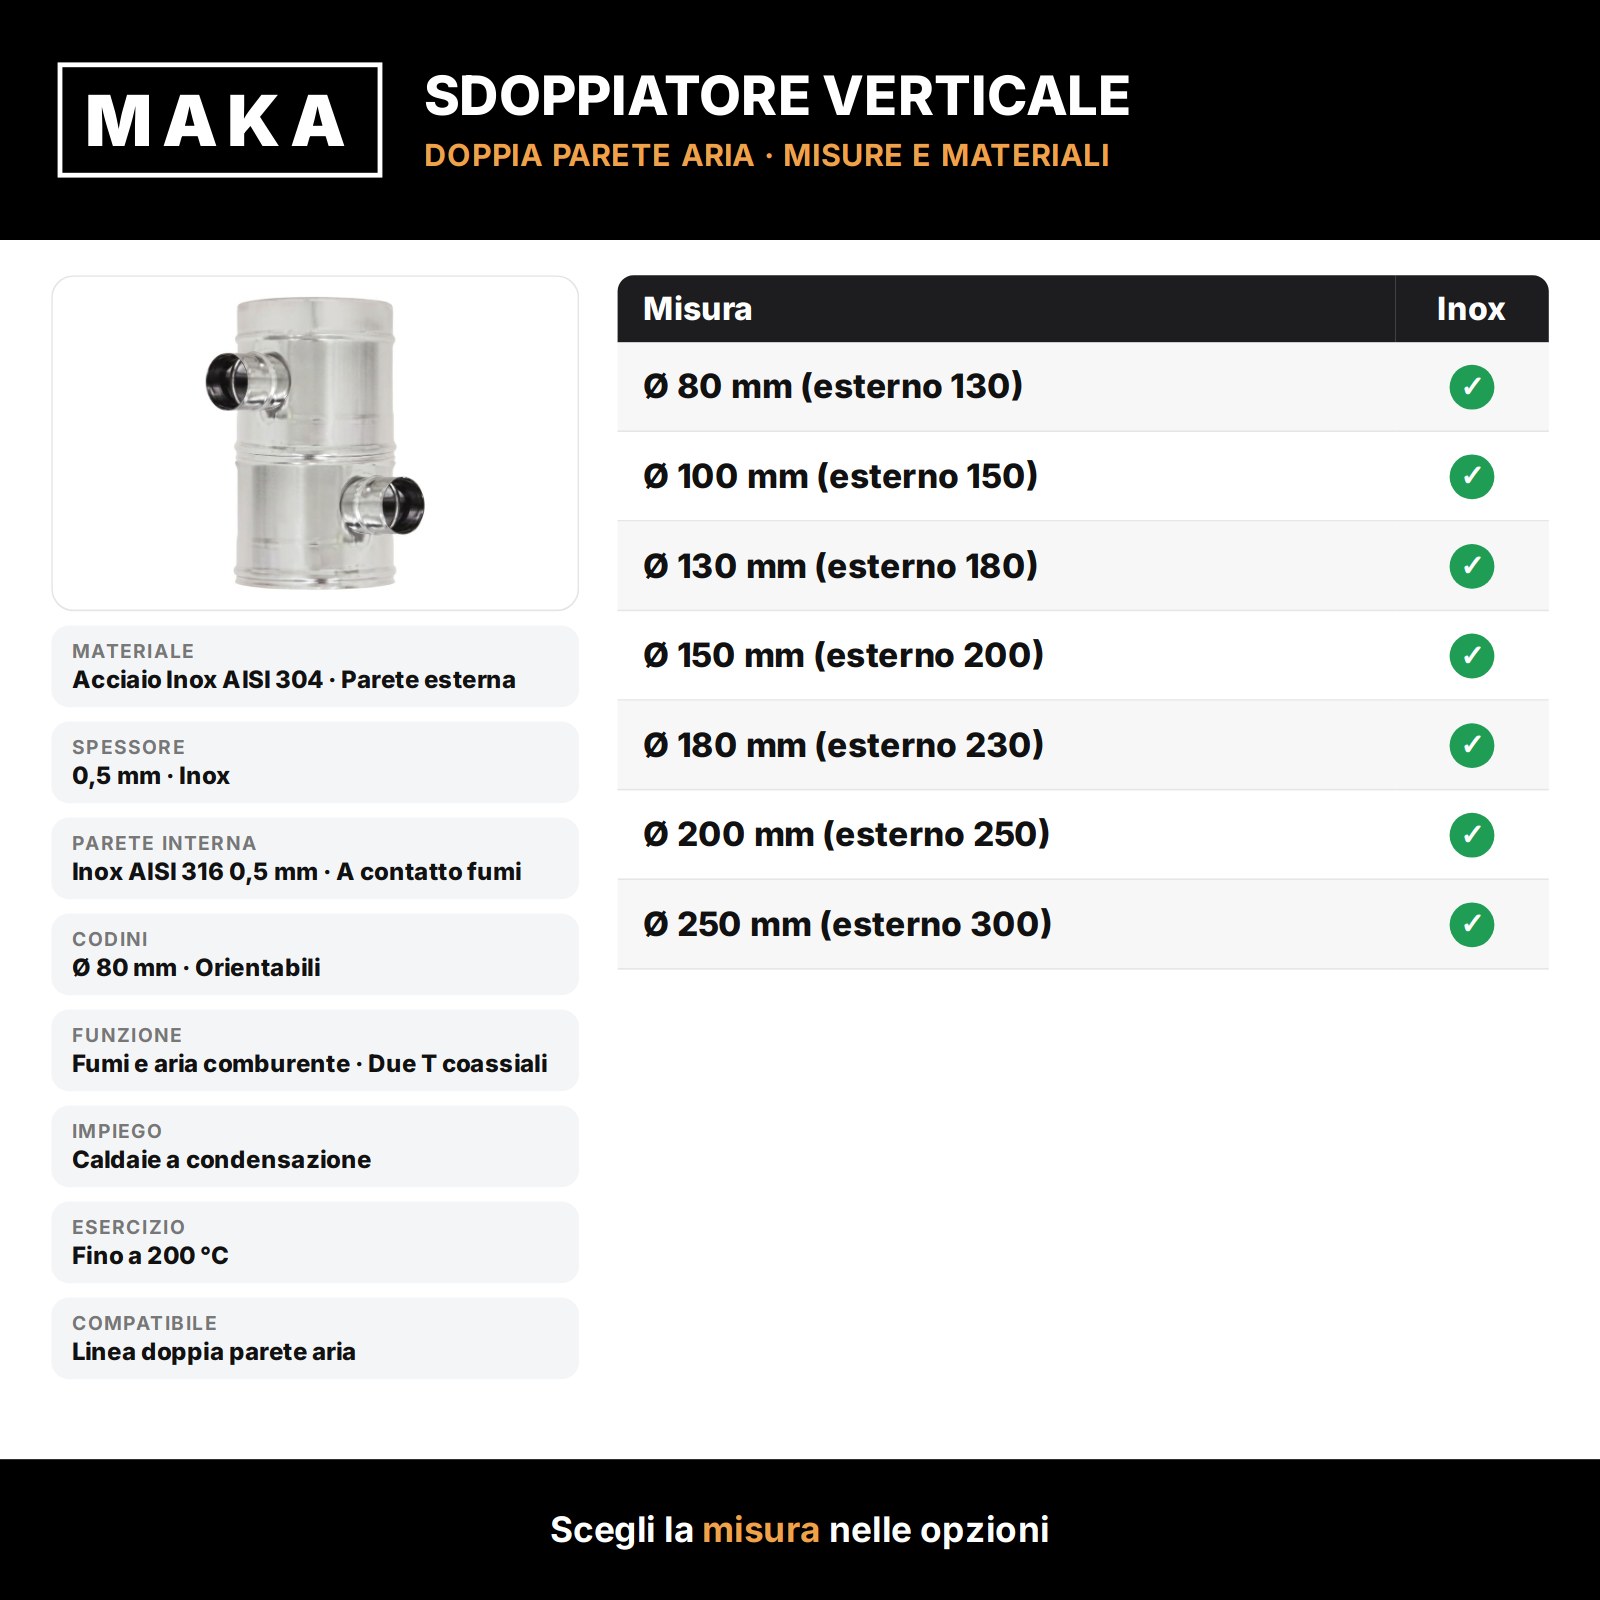 MAKA
SDOPPIATORE VERTICALE
DOPPIA PARETE ARIA · MISURE E MATERIALI
MATERIALE
Acciaio Inox AISI 304 · Parete esterna
SPESSORE
0,5 mm · Inox
PARETE INTERNA
Inox AISI 316 0,5 mm · A contatto fumi
CODINI
Ø 80 mm · Orientabili
FUNZIONE
Fumi e aria comburente · Due T coassiali
IMPIEGO
Caldaie a condensazione
ESERCIZIO
Fino a 200 °C
COMPATIBILE
Linea doppia parete aria
Misura Inox
Ø 80 mm (esterno 130) ✓
Ø 100 mm (esterno 150) ✓
Ø 130 mm (esterno 180) ✓
Ø 150 mm (esterno 200) ✓
Ø 180 mm (esterno 230) ✓
Ø 200 mm (esterno 250) ✓
Ø 250 mm (esterno 300) ✓
Scegli la misura nelle opzioni